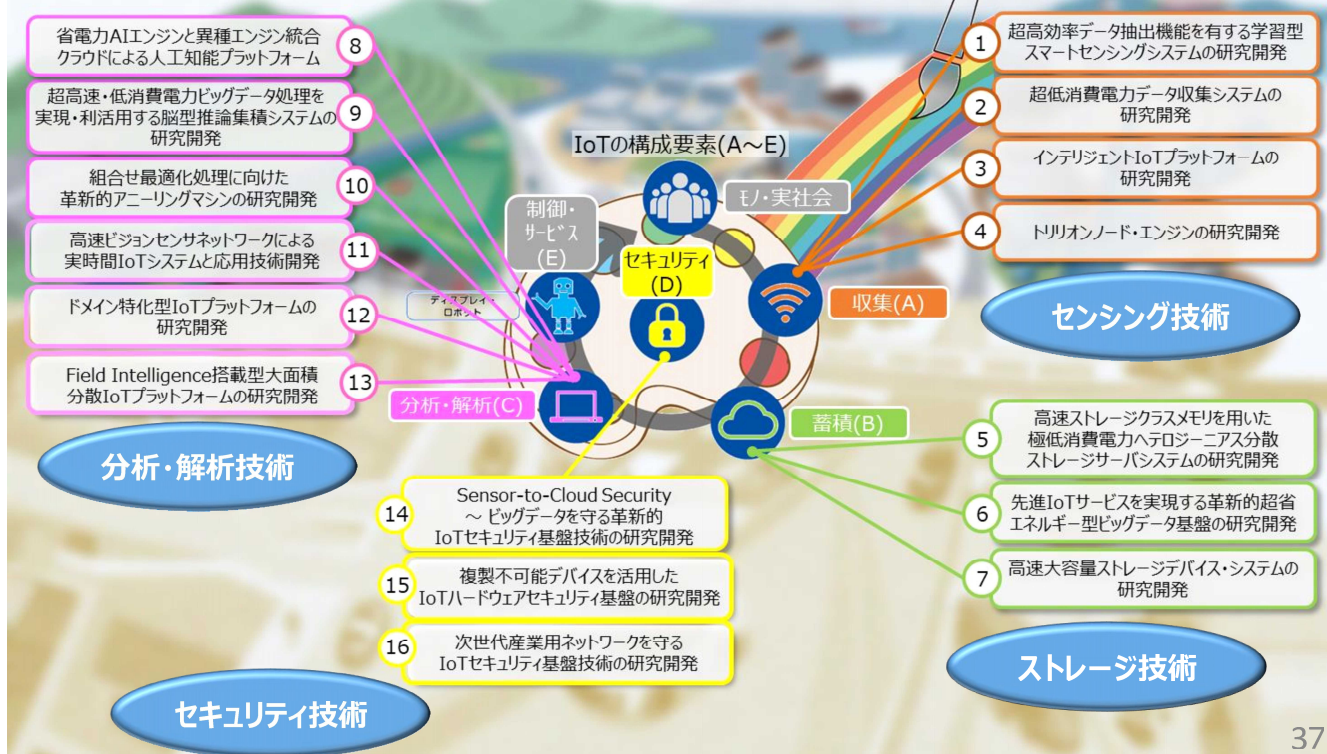 省電力AIエンジンと異種エンジン統合
クラウドによる人工知能プラットフォーム
8
超高速・低消費電力ビッグデータ処理を
実現・利活用する脳型推論集積システムの
研究開発
9
組合せ最適化処理に向けた
革新的アニーリングマシンの研究開発
10
高速ビジョンセンサネットワークによる
実時間IoTシステムと応用技術開発
11
ドメイン特化型IoTプラットフォームの
研究開発
12
Field Intelligence搭載型大面積
分散IoTプラットフォームの研究開発
13
分析・解析技術
IoTの構成要素(A～E)
モノ・実社会
制御・
サービス
(E)
セキュリティ
(D)
ディスプレイ・
ロボット
収集(A)
分析・解析(C)
蓄積(B)
1
超高効率データ抽出機能を有する学習型
スマートセンシングシステムの研究開発
2
超低消費電力データ収集システムの
研究開発
3
インテリジェントIoTプラットフォームの
研究開発
4
トリリオンノード・エンジンの研究開発
センシング技術
5
高速ストレージクラスメモリを用いた
極低消費電力ヘテロジーニアス分散
ストレージサーバシステムの研究開発
6
先進IoTサービスを実現する革新的超省
エネルギー型ビッグデータ基盤の研究開発
7
高速大容量ストレージデバイス・システムの
研究開発
ストレージ技術
14
Sensor-to-Cloud Security
～ ビッグデータを守る革新的
IoTセキュリティ基盤技術の研究開発
15
複製不可能デバイスを活用した
IoTハードウェアセキュリティ基盤の研究開発
16
次世代産業用ネットワークを守る
IoTセキュリティ基盤技術の研究開発
セキュリティ技術
37